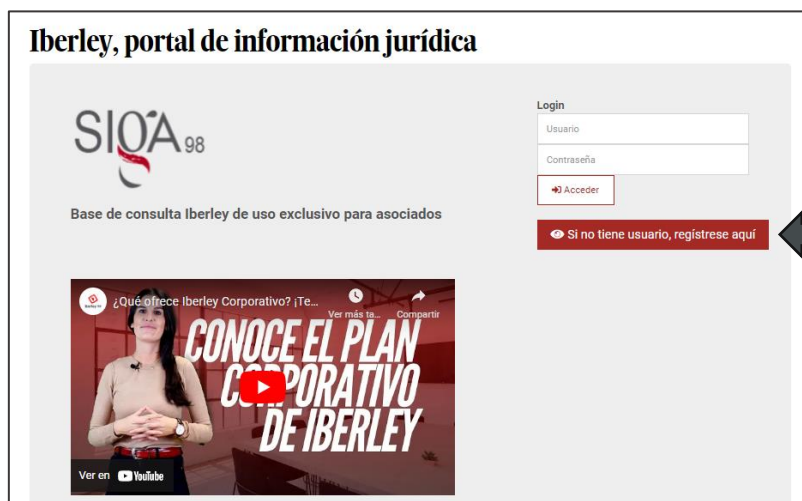 Iberley, portal de información jurídica
SIGA 98
Base de consulta Iberley de uso exclusivo para asociados
Login
Usuario
Contraseña
Acceder
Si no tiene usuario, regístrese aquí
¿Qué ofrece Iberley Corporativo? ¡Te...
Ver más ta...
Compartir
CONOCE EL PLAN
CORPORATIVO
DE IBERLEY
Ver en YouTube